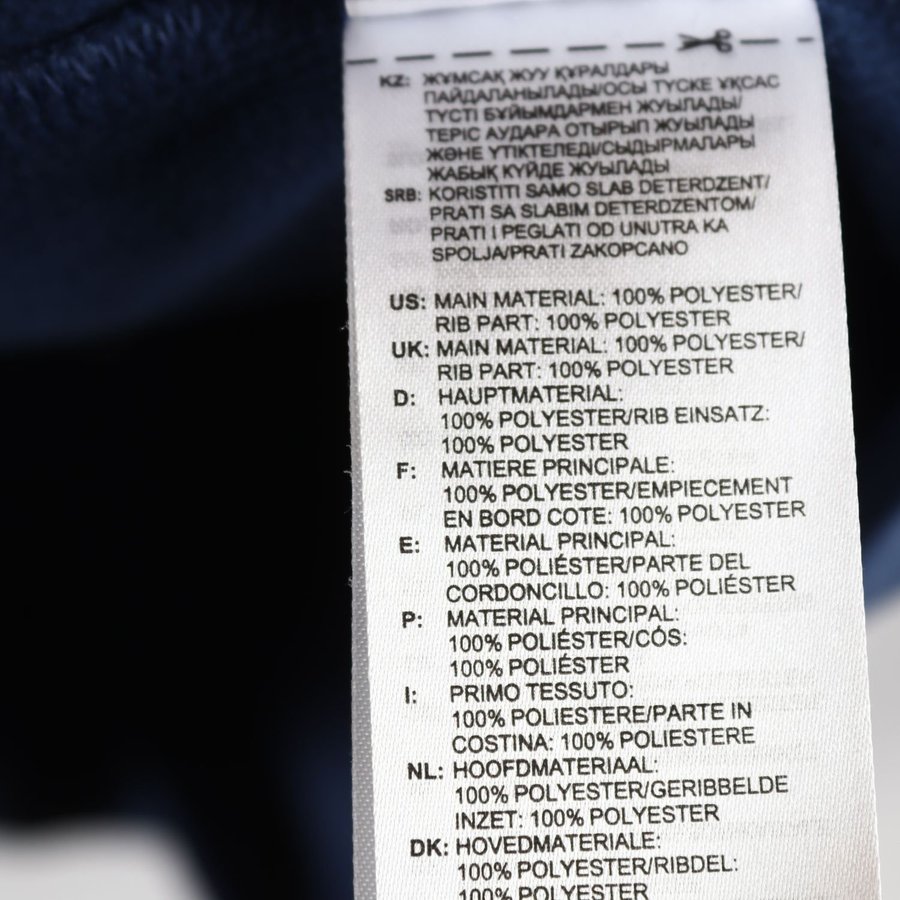 KZ: ЖҰМСАҚ ЖУУ ҚҰРАЛДАРЫ
ПАЙДАЛАНЫЛАДЫ/ОСЫ ТҮСКЕ ҰҚСАС
ТҮСТІ БҰЙЫМДАРМЕН ЖУЫЛАДЫ/
ТЕРІС АУДАРА ОТЫРЫП ЖУЫЛАДЫ
ЖӘНЕ ҮТІКТЕЛЕДІ/СЫДЫРМАЛАРЫ
ЖАБЫҚ КҮЙДЕ ЖУЫЛАДЫ
SRB: KORISTITI SAMO SLAB DETERDZENT/
PRATI SA SLABIM DETERDZENTOM/
PRATI I PEGLATI OD UNUTRA KA
SPOLJA/PRATI ZAKOPCANO
US: MAIN MATERIAL: 100% POLYESTER/
RIB PART: 100% POLYESTER
UK: MAIN MATERIAL: 100% POLYESTER/
RIB PART: 100% POLYESTER
D: HAUPTMATERIAL:
100% POLYESTER/RIB EINSATZ:
100% POLYESTER
F: MATIERE PRINCIPALE:
100% POLYESTER/EMPIECEMENT
EN BORD COTE: 100% POLYESTER
E: MATERIAL PRINCIPAL:
100% POLIÉSTER/PARTE DEL
CORDONCILLO: 100% POLIÉSTER
P: MATERIAL PRINCIPAL:
100% POLIÉSTER/CÓS:
100% POLIÉSTER
I: PRIMO TESSUTO:
100% POLIESTERE/PARTE IN
COSTINA: 100% POLIESTERE
NL: HOOFDMATERIAAL:
100% POLYESTER/GERIBBELDE
INZET: 100% POLYESTER
DK: HOVEDMATERIALE:
100% POLYESTER/RIBDEL:
100% POLYESTER